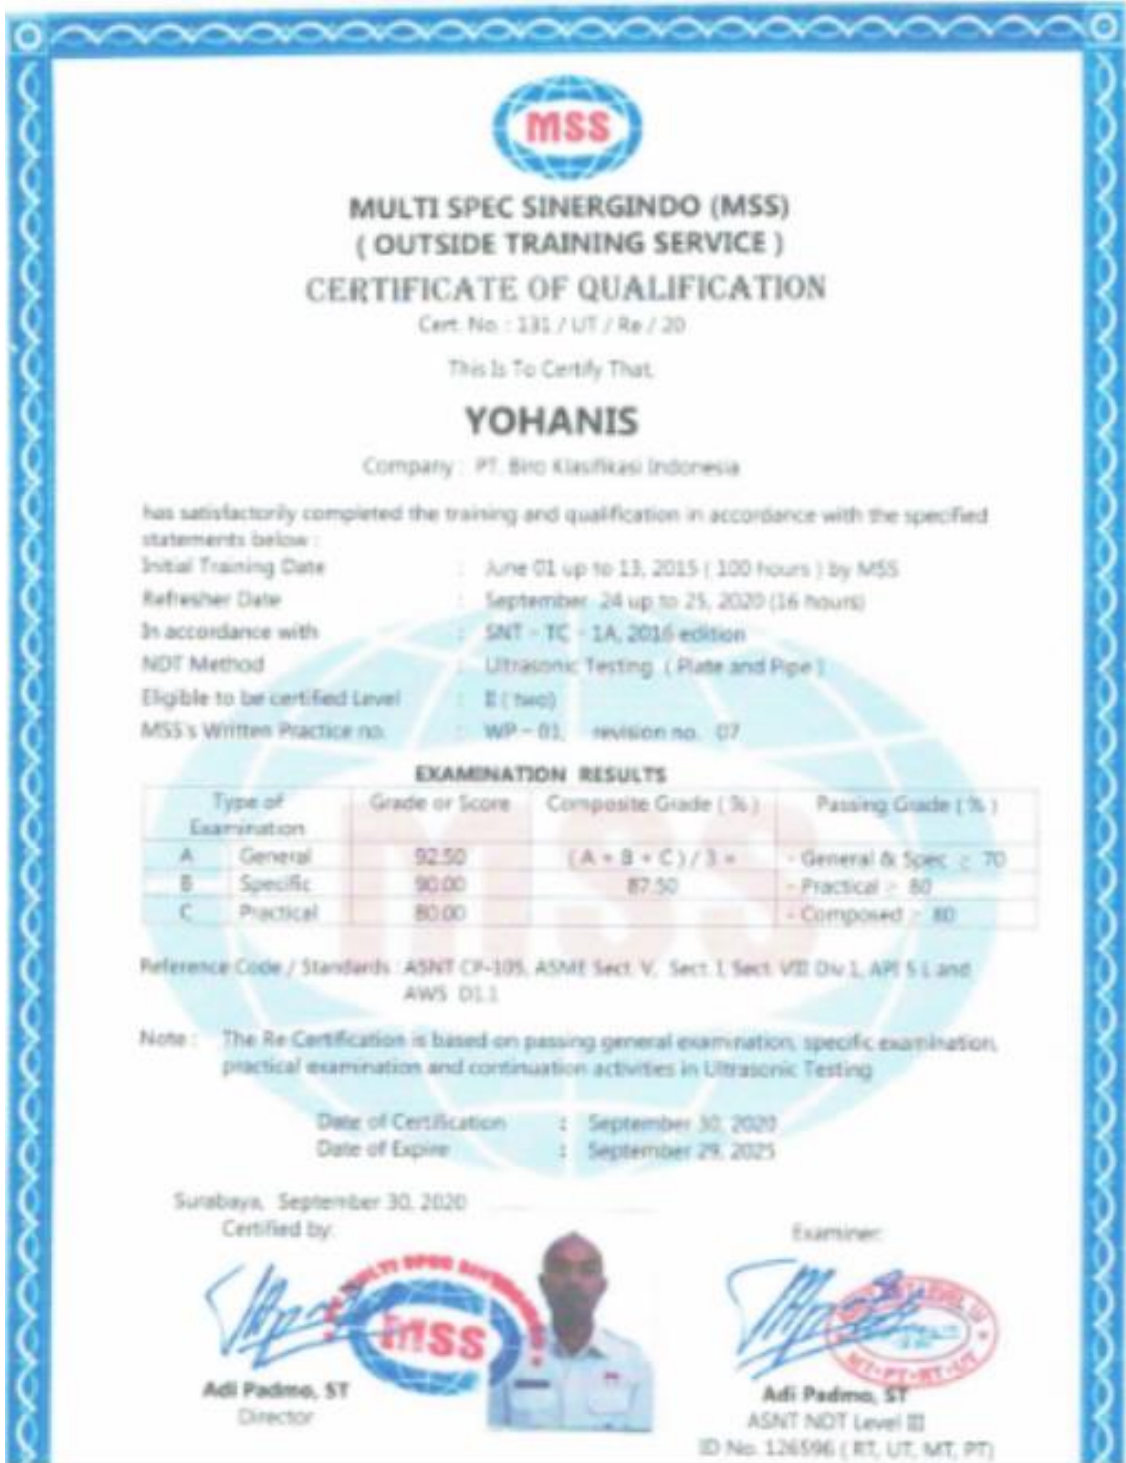 MSS
MULTI SPEC SINERGINDO (MSS)
( OUTSIDE TRAINING SERVICE )
CERTIFICATE OF QUALIFICATION
Cert. No. : 131 / UT / Re / 20
This Is To Certify That,
YOHANIS
Company : PT. Biro Klasifikasi Indonesia
has satisfactorily completed the training and qualification in accordance with the specified
statements below :
Initial Training Date : June 01 up to 13, 2015 ( 100 hours ) by MSS
Refresher Date : September 24 up to 25, 2020 (16 hours)
In accordance with : SNT - TC - 1A, 2016 edition
NDT Method : Ultrasonic Testing ( Plate and Pipe )
Eligible to be certified Level : II ( two)
MSS's Written Practice no. : WP - 01, revision no. 07
EXAMINATION RESULTS
Type of Examination Grade or Score Composite Grade ( % ) Passing Grade ( % )
A General 92.50 ( A + B + C ) / 3 = - General & Spec ≥ 70
B Specific 90.00 87.50 - Practical ≥ 80
C Practical 80.00 - Composed ≥ 80
Reference Code / Standards : ASNT CP-105, ASME Sect. V, Sect. I, Sect. VIII Div 1, API 5 L and
AWS D1.1
Note : The Re Certification is based on passing general examination, specific examination,
practical examination and continuation activities in Ultrasonic Testing
Date of Certification : September 30, 2020
Date of Expire : September 29, 2025
Surabaya, September 30, 2020
Certified by: Examiner:
MSS
MT-PT-RT-UT
Adi Padmo, ST Adi Padmo, ST
Director ASNT NDT Level III
ID No. 126596 ( RT, UT, MT, PT)